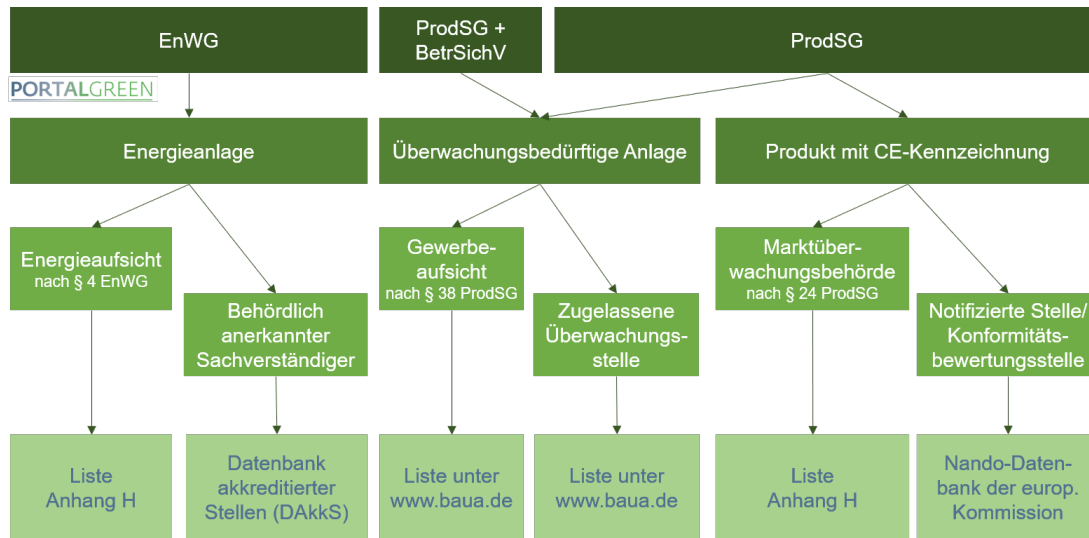 EnWG
ProdSG +
BetrSichV
ProdSG
PORTALGREEN
Energieanlage
Überwachungsbedürftige Anlage
Produkt mit CE-Kennzeichnung
Energieaufsicht
nach § 4 EnWG
Gewerbe-
aufsicht
nach § 38 ProdSG
Marktüber-
wachungsbehörde
nach § 24 ProdSG
Behördlich
anerkannter
Sachverständiger
Zugelassene
Überwachungs-
stelle
Notifizierte Stelle/
Konformitäts-
bewertungsstelle
Liste
Anhang H
Datenbank
akkreditierter
Stellen (DAkkS)
Liste unter
www.baua.de
Liste unter
www.baua.de
Liste
Anhang H
Nando-Daten-
bank der europ.
Kommission